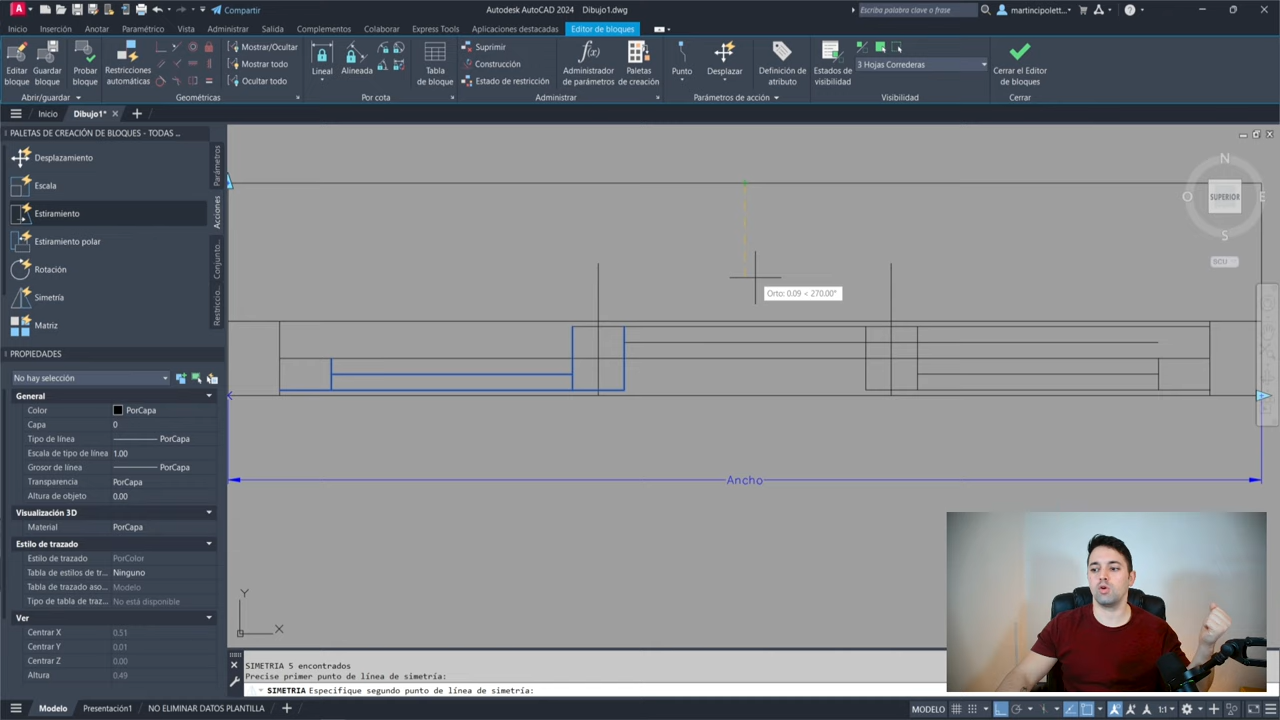 Compartir
Autodesk AutoCAD 2024 Dibujo1.dwg
Escriba palabra clave o frase
martincipolett...
Inicio Inserción Anotar Paramétrico Vista Administrar Salida Complementos Colaborar Express Tools Aplicaciones destacadas Editor de bloques
Editar bloque
Guardar bloque
Probar bloque
Abrir/guardar
Restricciones automáticas
Geométricas
Mostrar/Ocultar
Mostrar todo
Ocultar todo
Lineal
Alineada
Por cota
Tabla de bloque
Suprimir
Construcción
Estado de restricción
Administrar
Administrador de parámetros
Paletas de creación
Punto
Desplazar
Definición de atributo
Parámetros de acción
Estados de visibilidad
3 Hojas Correderas
Visibilidad
Cerrar el Editor de bloques
Cerrar
Inicio Dibujo1*
PALETAS DE CREACIÓN DE BLOQUES - TODAS ...
Desplazamiento
Escala
Estiramiento
Estiramiento polar
Rotación
Simetría
Matriz
Parámetros
Acciones
Conjunto...
Restriccio...
PROPIEDADES
No hay selección
General
Color PorCapa
Capa 0
Tipo de línea PorCapa
Escala de tipo de línea 1.00
Grosor de línea PorCapa
Transparencia PorCapa
Altura de objeto 0.00
Visualización 3D
Material PorCapa
Estilo de trazado
Estilo de trazado PorColor
Tabla de estilos de tr... Ninguno
Tabla de trazado aso... Modelo
Tipo de tabla de traz... No está disponible
Ver
Centrar X 0.51
Centrar Y 0.01
Centrar Z 0.00
Altura 0.49
N
O SUPERIOR E
S
SCU
Orto: 0.09 < 270.00°
Ancho
Y
X
SIMETRIA 5 encontrados
Precise primer punto de línea de simetría:
SIMETRIA Especifique segundo punto de línea de simetría:
Modelo Presentación1 NO ELIMINAR DATOS PLANTILLA
MODELO
1:1